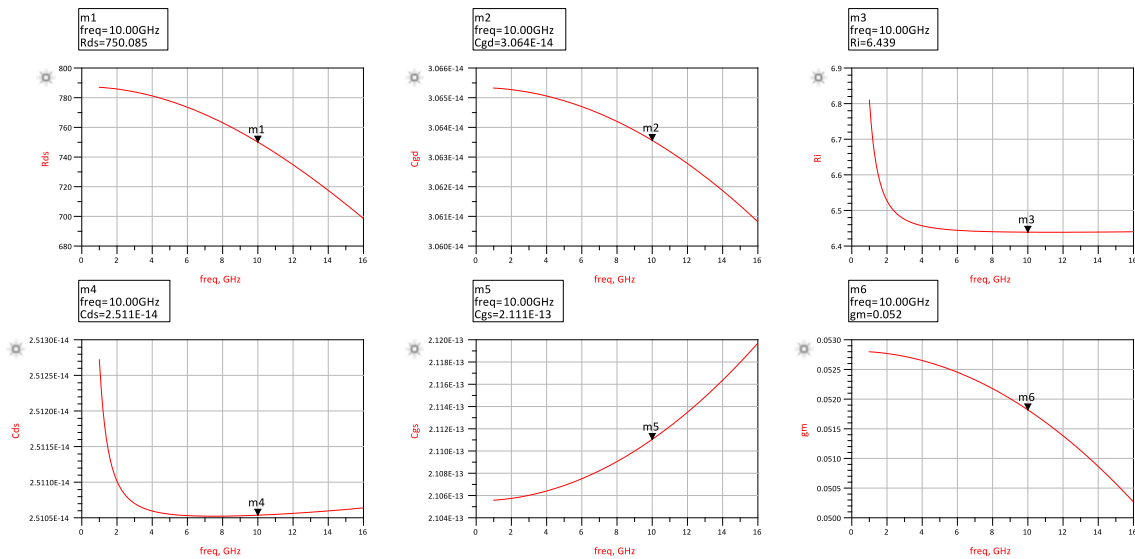 m1
freq=10.00GHz
Rds=750.085
m2
freq=10.00GHz
Cgd=3.064E-14
m3
freq=10.00GHz
Ri=6.439
800
780
760
740
720
700
680
Rds
m1
0 2 4 6 8 10 12 14 16
freq, GHz
3.066E-14
3.065E-14
3.064E-14
3.063E-14
3.062E-14
3.061E-14
3.060E-14
Cgd
m2
0 2 4 6 8 10 12 14 16
freq, GHz
6.9
6.8
6.6
6.5
6.4
Ri
m3
0 2 4 6 8 10 12 14 16
freq, GHz
m4
freq=10.00GHz
Cds=2.511E-14
m5
freq=10.00GHz
Cgs=2.111E-13
m6
freq=10.00GHz
gm=0.052
2.5130E-14
2.5125E-14
2.5120E-14
2.5115E-14
2.5110E-14
2.5105E-14
Cds
m4
0 2 4 6 8 10 12 14 16
freq, GHz
2.120E-13
2.118E-13
2.116E-13
2.114E-13
2.112E-13
2.110E-13
2.108E-13
2.106E-13
2.104E-13
Cgs
m5
0 2 4 6 8 10 12 14 16
freq, GHz
0.0530
0.0525
0.0520
0.0515
0.0510
0.0505
0.0500
gm
m6
0 2 4 6 8 10 12 14 16
freq, GHz